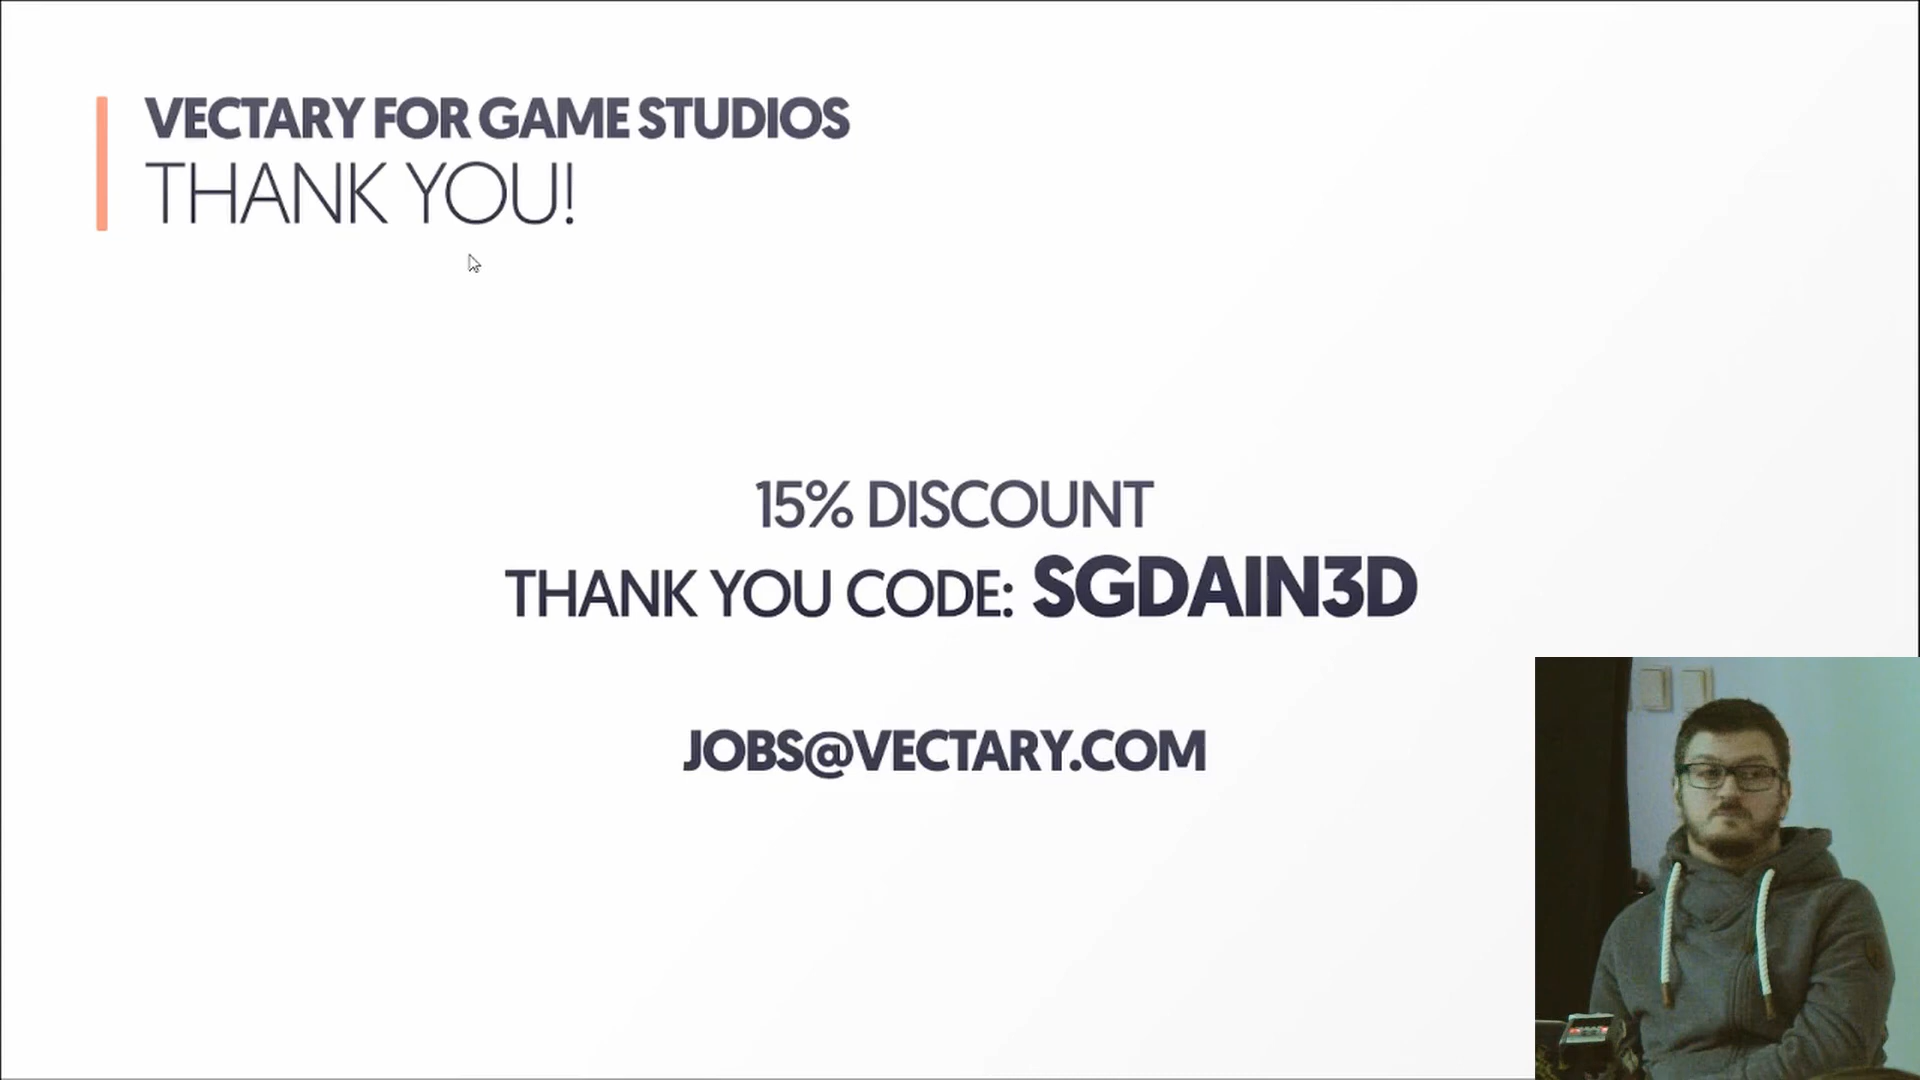 VECTARY FOR GAME STUDIOS
THANK YOU!
15% DISCOUNT
THANK YOU CODE: SGDAIN3D
JOBS@VECTARY.COM